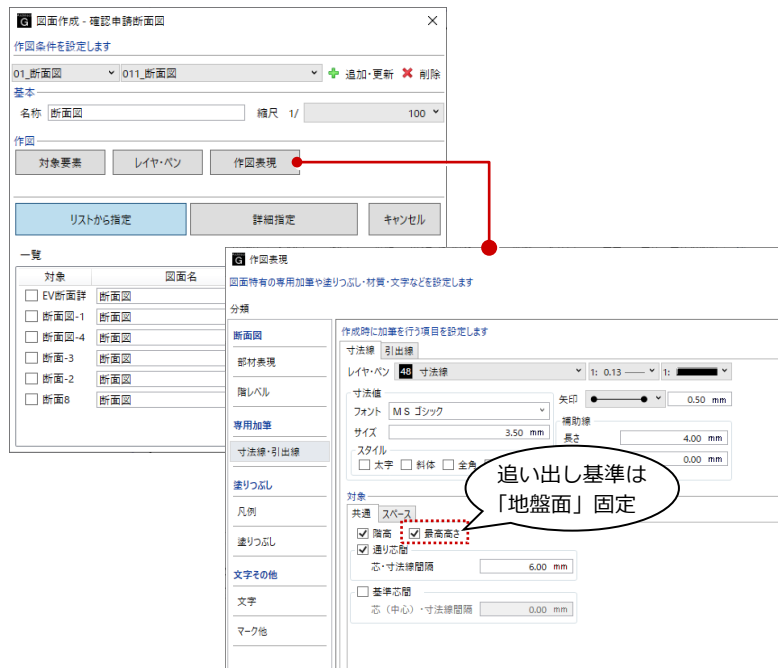 G 図面作成 - 確認申請断面図
作図条件を設定します
01_断面図 011_断面図 追加・更新 削除
基本
名称 断面図 縮尺 1/ 100
作図
対象要素 レイヤ・ペン 作図表現
リストから指定 詳細指定 キャンセル
一覧
対象 図面名
EV断面詳 断面図
断面図-1 断面図
断面図-4 断面図
断面-3 断面図
断面-2 断面図
断面8 断面図
G 作図表現
図面特有の専用加筆や塗りつぶし・材質・文字などを設定します
分類
断面図
部材表現
階レベル
専用加筆
寸法線・引出線
塗りつぶし
凡例
塗りつぶし
文字その他
文字
マーク他
作成時に加筆を行う項目を設定します
寸法線 引出線
レイヤ・ペン 48 寸法線 1: 0.13 1:
寸法値
フォント ＭＳ ゴシック
サイズ 3.50 mm
スタイル
太字 斜体 全角
矢印 0.50 mm
補助線
長さ 4.00 mm
0.00 mm
追い出し基準は
「地盤面」固定
対象
共通 スペース
階高 最高高さ
通り芯間
芯・寸法線間隔 6.00 mm
基準芯間
芯（中心）・寸法線間隔 0.00 mm